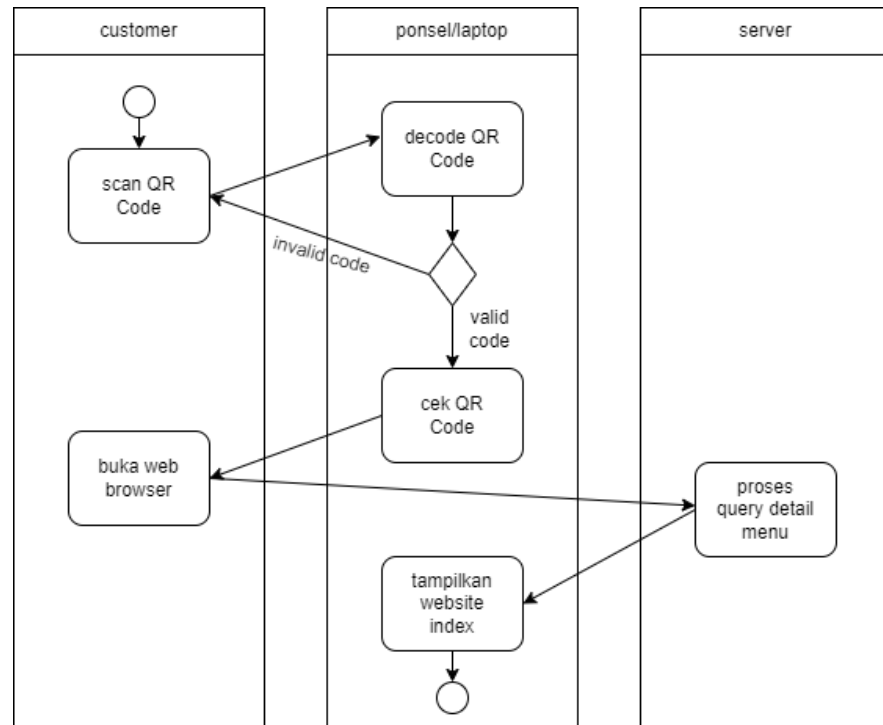 customer
ponsel/laptop
server
scan QR
Code
decode QR
Code
invalid code
valid
code
cek QR
Code
buka web
browser
proses
query detail
menu
tampilkan
website
index